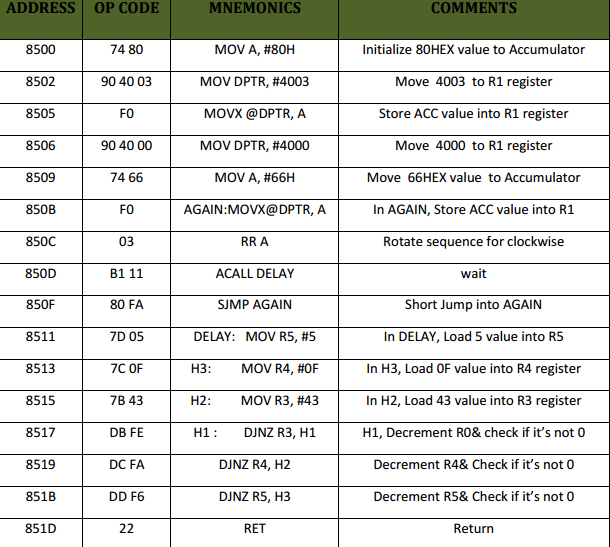 ADDRESS OP CODE MNEMONICS COMMENTS
8500 74 80 MOV A, #80H Initialize 80HEX value to Accumulator
8502 90 40 03 MOV DPTR, #4003 Move 4003 to R1 register
8505 F0 MOVX @DPTR, A Store ACC value into R1 register
8506 90 40 00 MOV DPTR, #4000 Move 4000 to R1 register
8509 74 66 MOV A, #66H Move 66HEX value to Accumulator
850B F0 AGAIN:MOVX@DPTR, A In AGAIN, Store ACC value into R1
850C 03 RR A Rotate sequence for clockwise
850D B1 11 ACALL DELAY wait
850F 80 FA SJMP AGAIN Short Jump into AGAIN
8511 7D 05 DELAY: MOV R5, #5 In DELAY, Load 5 value into R5
8513 7C 0F H3: MOV R4, #0F In H3, Load 0F value into R4 register
8515 7B 43 H2: MOV R3, #43 In H2, Load 43 value into R3 register
8517 DB FE H1 : DJNZ R3, H1 H1, Decrement R0& check if it's not 0
8519 DC FA DJNZ R4, H2 Decrement R4& Check if it's not 0
851B DD F6 DJNZ R5, H3 Decrement R5& Check if it's not 0
851D 22 RET Return